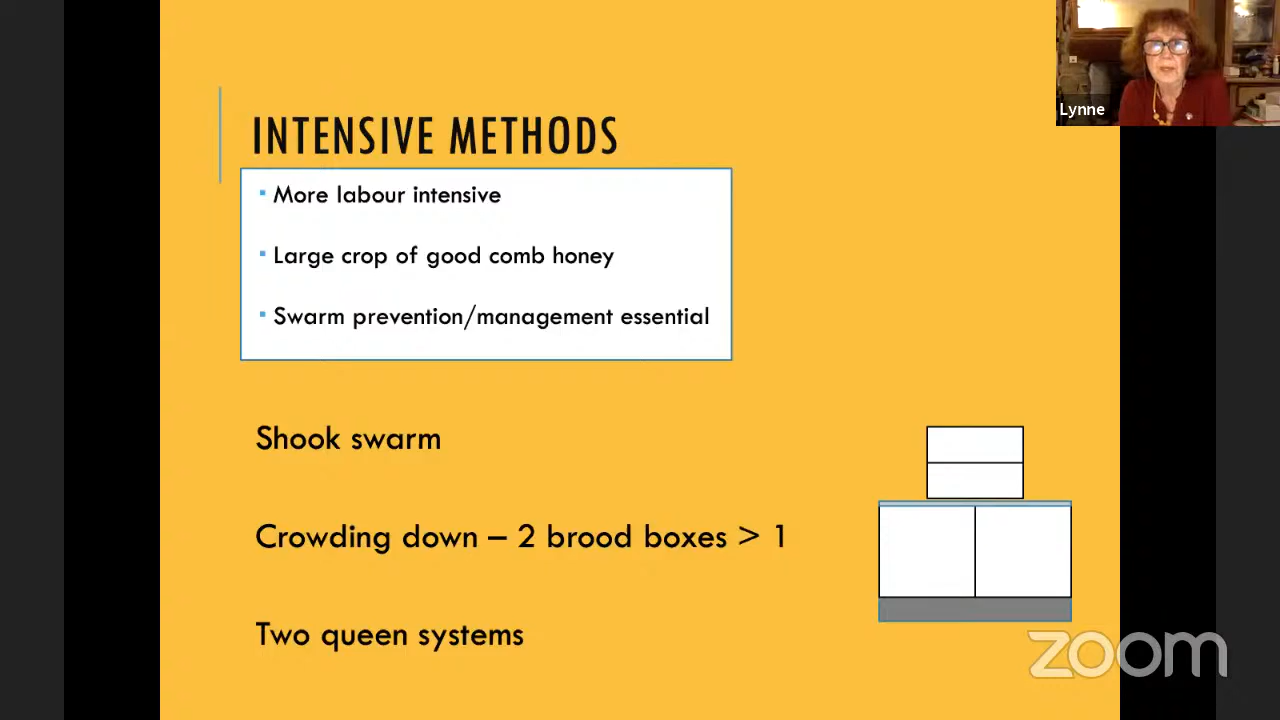 INTENSIVE METHODS
More labour intensive
Large crop of good comb honey
Swarm prevention/management essential
Shook swarm
Crowding down – 2 brood boxes > 1
Two queen systems
Lynne
zoom